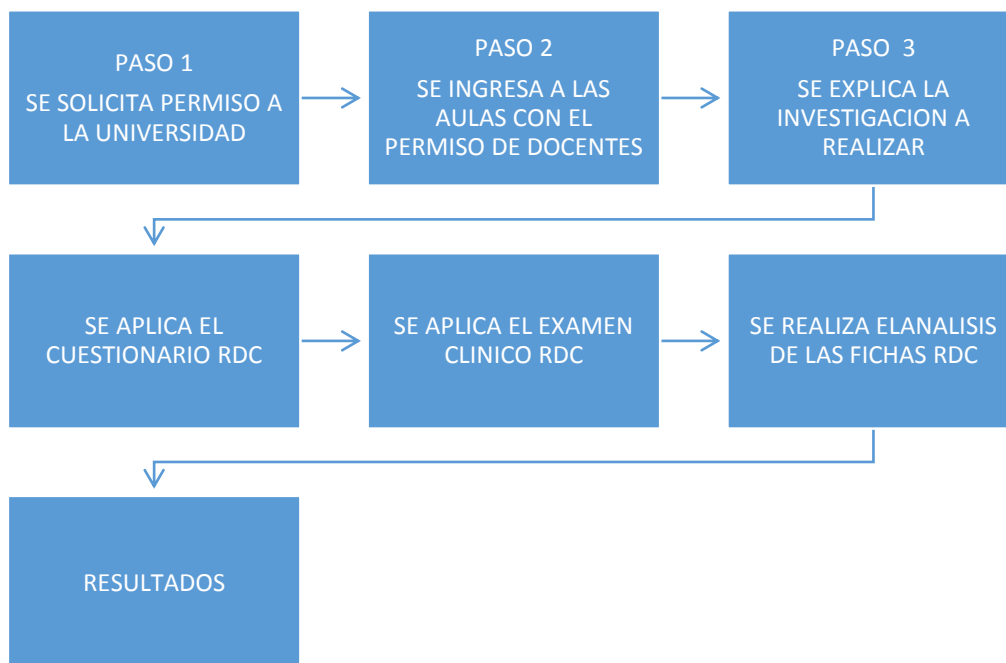 PASO 1
SE SOLICITA PERMISO A
LA UNIVERSIDAD
PASO 2
SE INGRESA A LAS
AULAS CON EL
PERMISO DE DOCENTES
PASO 3
SE EXPLICA LA
INVESTIGACION A
REALIZAR
SE APLICA EL
CUESTIONARIO RDC
SE APLICA EL EXAMEN
CLINICO RDC
SE REALIZA ELANALISIS
DE LAS FICHAS RDC
RESULTADOS